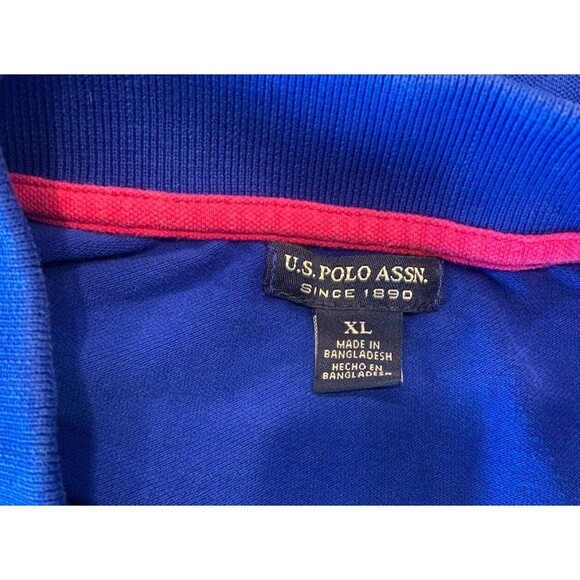 U.S. POLO ASSN.
SINCE 1890
XL
MADE IN
BANGLADESH
HECHO EN
BANGLADESH